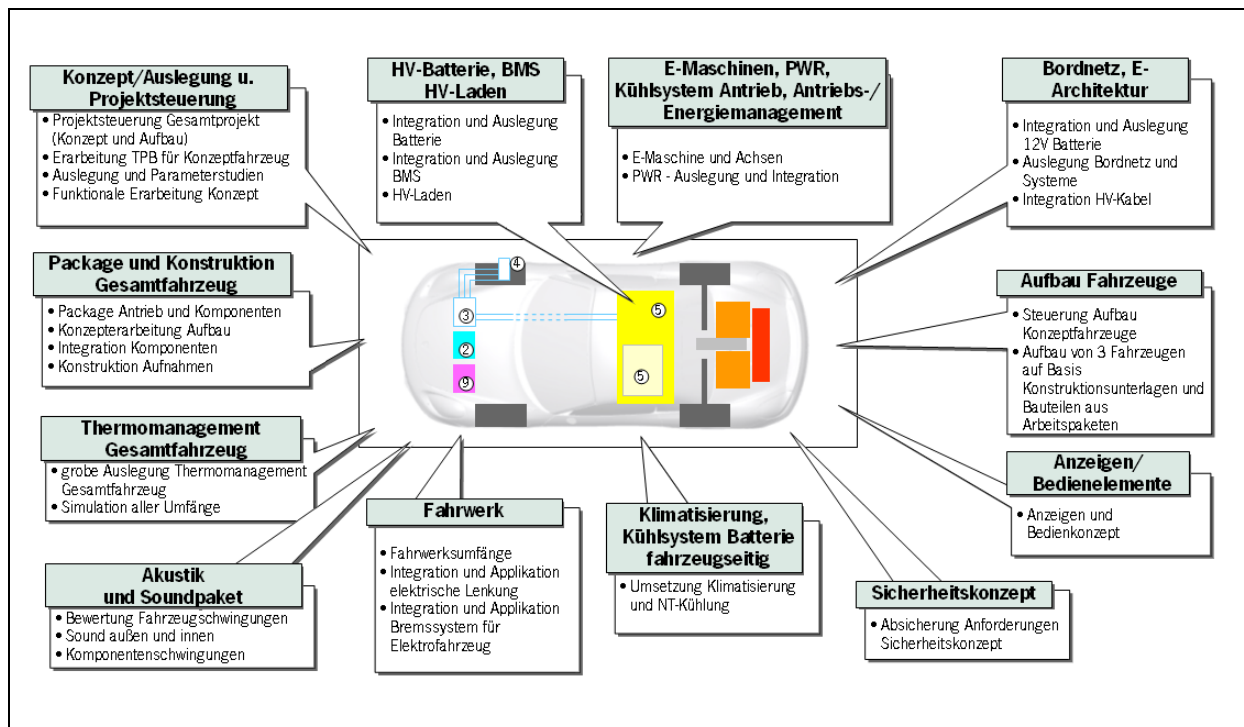 Konzept/Auslegung u.
Projektsteuerung
• Projektsteuerung Gesamtprojekt
(Konzept und Aufbau)
• Erarbeitung TPB für Konzeptfahrzeug
• Auslegung und Parameterstudien
• Funktionale Erarbeitung Konzept
HV-Batterie, BMS
HV-Laden
• Integration und Auslegung
Batterie
• Integration und Auslegung
BMS
• HV-Laden
E-Maschinen, PWR,
Kühlsystem Antrieb, Antriebs-/
Energiemanagement
• E-Maschine und Achsen
• PWR - Auslegung und Integration
Bordnetz, E-
Architektur
• Integration und Auslegung
12V Batterie
• Auslegung Bordnetz und
Systeme
• Integration HV-Kabel
Package und Konstruktion
Gesamtfahrzeug
• Package Antrieb und Komponenten
• Konzepterarbeitung Aufbau
• Integration Komponenten
• Konstruktion Aufnahmen
④
③
②
⑨
⑤
⑤
Aufbau Fahrzeuge
• Steuerung Aufbau
Konzeptfahrzeuge
• Aufbau von 3 Fahrzeugen
auf Basis
Konstruktionsunterlagen und
Bauteilen aus
Arbeitspaketen
Thermomanagement
Gesamtfahrzeug
• grobe Auslegung Thermomanagement
Gesamtfahrzeug
• Simulation aller Umfänge
Fahrwerk
• Fahrwerksumfänge
• Integration und Applikation
elektrische Lenkung
• Integration und Applikation
Bremssystem für
Elektrofahrzeug
Klimatisierung,
Kühlsystem Batterie
fahrzeugseitig
• Umsetzung Klimatisierung
und NT-Kühlung
Anzeigen/
Bedienelemente
• Anzeigen und
Bedienkonzept
Akustik
und Soundpaket
• Bewertung Fahrzeugschwingungen
• Sound außen und innen
• Komponentenschwingungen
Sicherheitskonzept
• Absicherung Anforderungen
Sicherheitskonzept